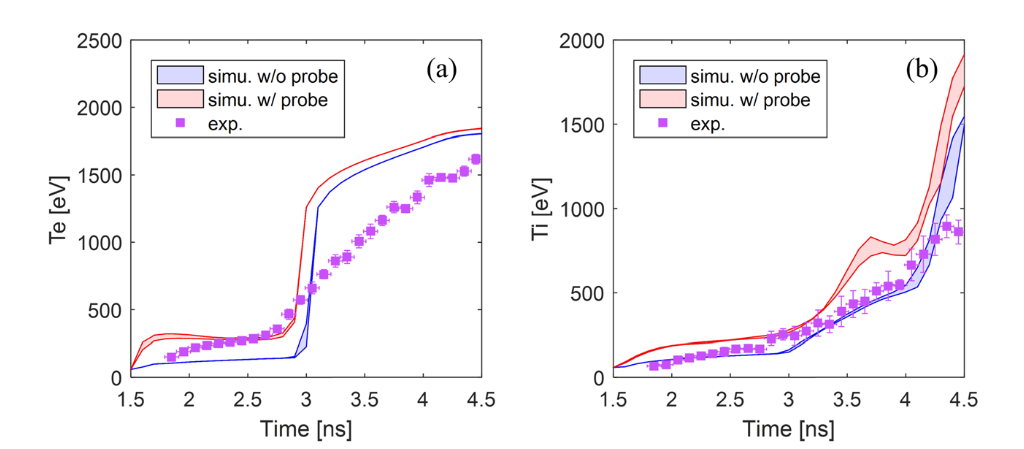 2500
2000
1500
1000
500
0
Te [eV]
simu. w/o probe
simu. w/ probe
exp.
(a)
1.5 2 2.5 3 3.5 4 4.5
Time [ns]
2000
1500
1000
500
0
Ti [eV]
simu. w/o probe
simu. w/ probe
exp.
(b)
1.5 2 2.5 3 3.5 4 4.5
Time [ns]